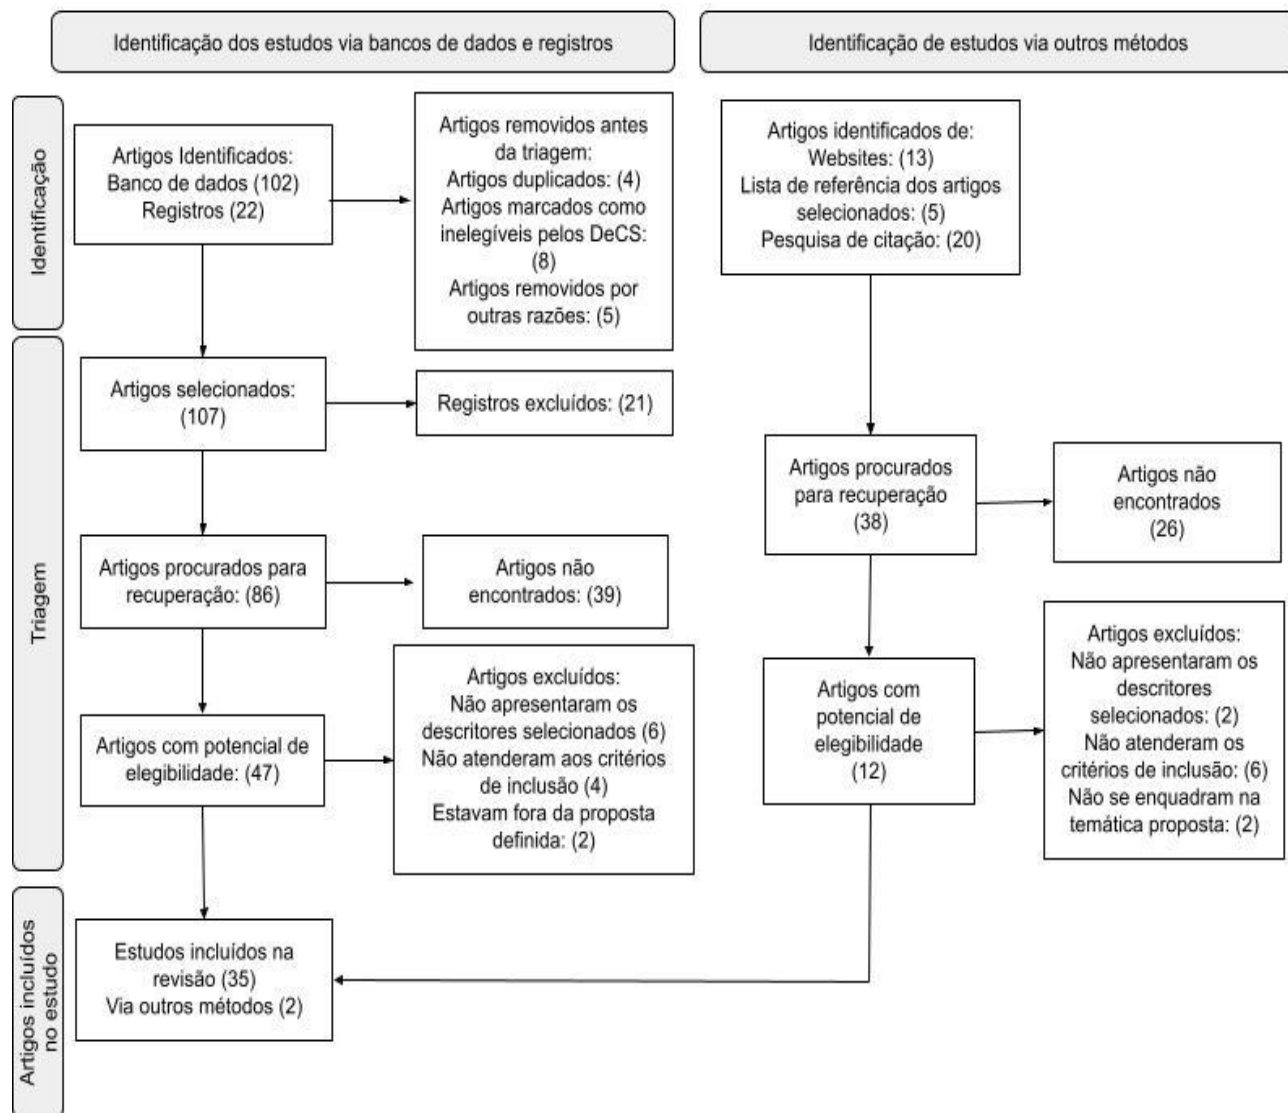 Identificação dos estudos via bancos de dados e registros
Identificação de estudos via outros métodos
Identificação
Artigos Identificados:
Banco de dados (102)
Registros (22)
Artigos removidos antes
da triagem:
Artigos duplicados: (4)
Artigos marcados como
inelegíveis pelos DeCS:
(8)
Artigos removidos por
outras razões: (5)
Artigos identificados de:
Websites: (13)
Lista de referência dos artigos
selecionados: (5)
Pesquisa de citação: (20)
Triagem
Artigos selecionados:
(107)
Registros excluídos: (21)
Artigos procurados
para recuperação
(38)
Artigos não
encontrados
(26)
Artigos procurados para
recuperação: (86)
Artigos não
encontrados: (39)
Artigos com potencial de
elegibilidade: (47)
Artigos excluídos:
Não apresentaram os
descritores selecionados (6)
Não atenderam aos critérios
de inclusão (4)
Estavam fora da proposta
definida: (2)
Artigos com
potencial de
elegibilidade
(12)
Artigos excluídos:
Não apresentaram os
descritores
selecionados: (2)
Não atenderam os
critérios de inclusão: (6)
Não se enquadram na
temática proposta: (2)
Artigos incluídos
no estudo
Estudos incluídos na
revisão (35)
Via outros métodos (2)